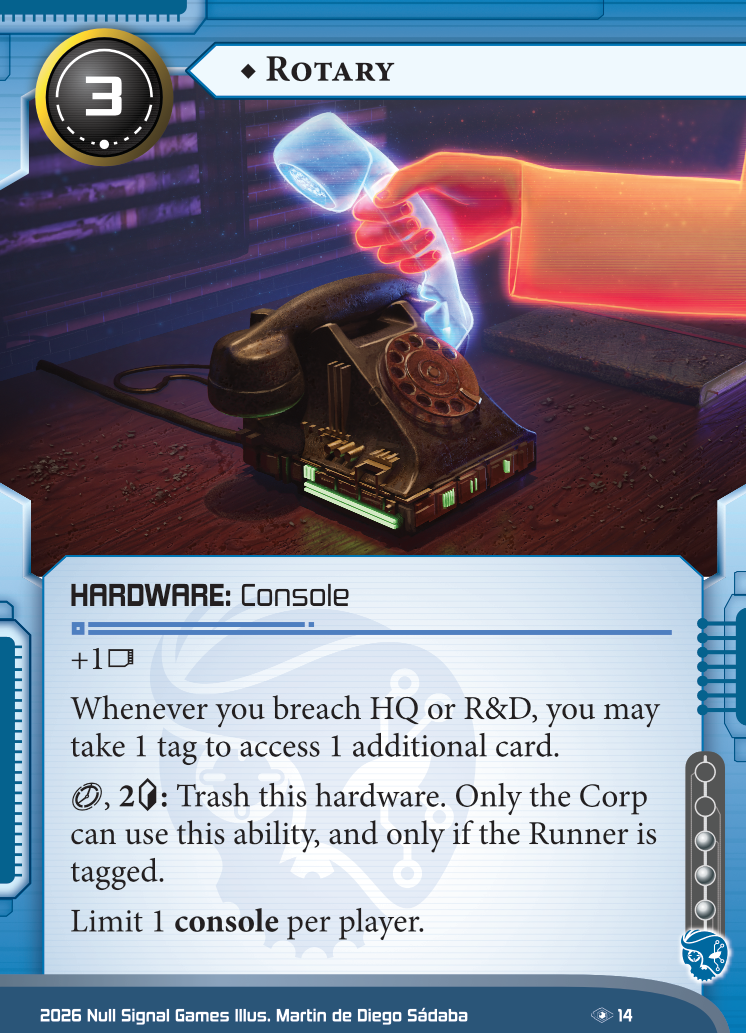 3
◆ Rotary
HARDWARE: Console
+1
Whenever you breach HQ or R&D, you may
take 1 tag to access 1 additional card.
, 2: Trash this hardware. Only the Corp
can use this ability, and only if the Runner is
tagged.
Limit 1 console per player.
2026 Null Signal Games Illus. Martin de Diego Sádaba
14